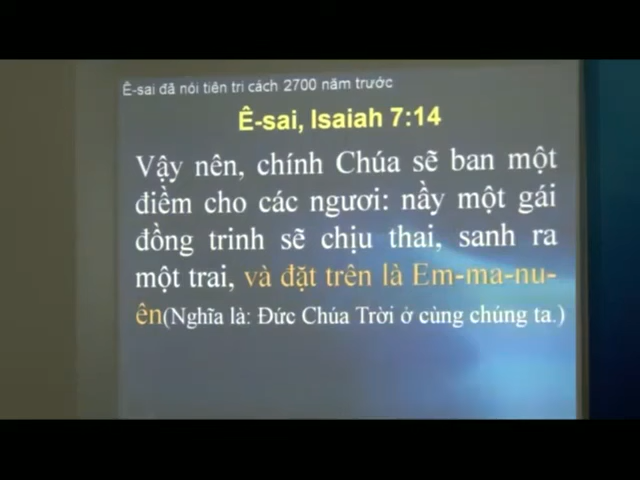 Ê-sai đã nói tiên tri cách 2700 năm trước
Ê-sai, Isaiah 7:14
Vậy nên, chính Chúa sẽ ban một
điềm cho các ngươi: nầy một gái
đồng trinh sẽ chịu thai, sanh ra
một trai, và đặt trên là Em-ma-nu-
ên(Nghĩa là: Đức Chúa Trời ở cùng chúng ta.)